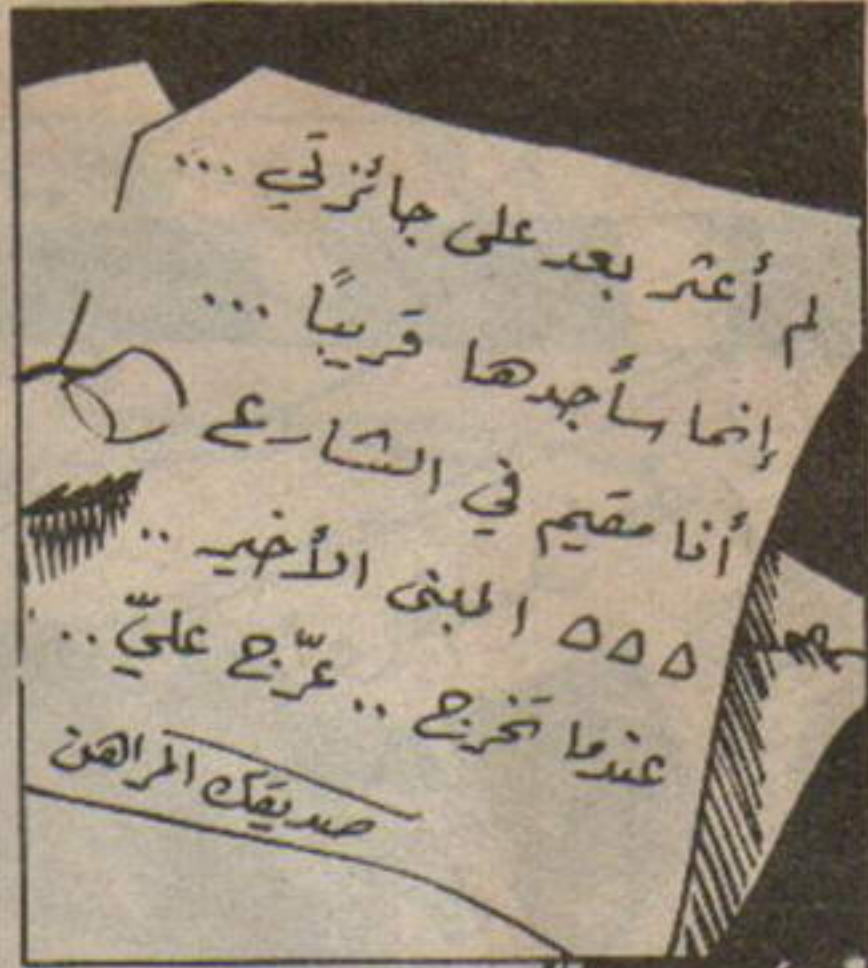 لم أعثر بعد على جائزتي ...
إنما سأجدها قريبًا ...
أنا مقيم في الشارع
٥٥٥ المبنى الأخير ..
عندما تخرج .. عرّج عليّ ..
صديقك المراهن